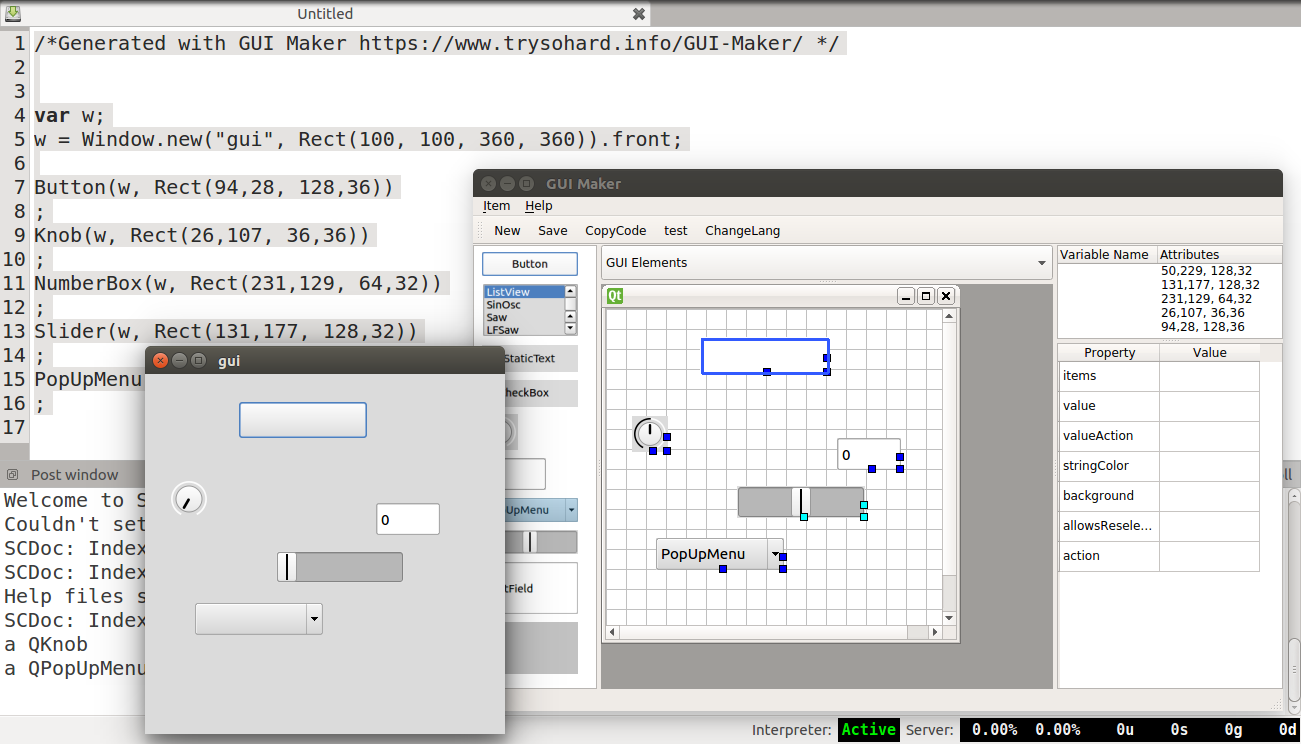 Untitled
1 /*Generated with GUI Maker https://www.trysohard.info/GUI-Maker/ */
2
3
4 var w;
5 w = Window.new("gui", Rect(100, 100, 360, 360)).front;
6
7 Button(w, Rect(94,28, 128,36))
8 ;
9 Knob(w, Rect(26,107, 36,36))
10 ;
11 NumberBox(w, Rect(231,129, 64,32))
12 ;
13 Slider(w, Rect(131,177, 128,32))
14 ;
15 PopUpMenu
16 ;
17
Post window
Welcome to S
Couldn't set
SCDoc: Index
SCDoc: Index
Help files s
SCDoc: Index
a QKnob
a QPopUpMenu
gui
0
GUI Maker
Item Help
New Save CopyCode test ChangeLang
Button
ListView
SinOsc
Saw
LFSaw
StaticText
heckBox
UpMenu
tField
GUI Elements
Qt
0
PopUpMenu
Variable Name Attributes
50,229, 128,32
131,177, 128,32
231,129, 64,32
26,107, 36,36
94,28, 128,36
Property Value
items
value
valueAction
stringColor
background
allowsResele...
action
ll
Interpreter: Active Server: 0.00% 0.00% 0u 0s 0g 0d